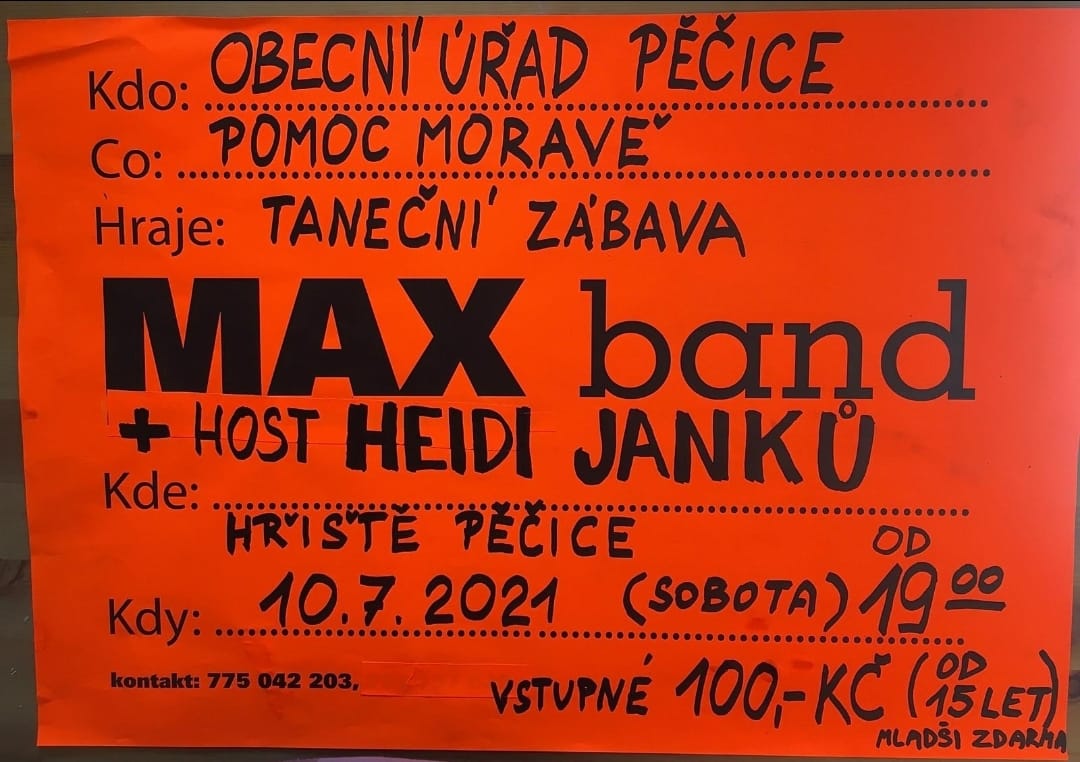 Kdo: OBECNÍ ÚŘAD PĚČICE
Co: POMOC MORAVĚ
Hraje: TANEČNÍ ZÁBAVA
MAX band
+ HOST HEIDI JANKŮ
Kde:
HŘIŠTĚ PĚČICE
Kdy: 10.7.2021 (SOBOTA) OD 19 00
kontakt: 775 042 203,
VSTUPNÉ 100,- KČ (OD 15 LET)
MLADŠI ZDARMA